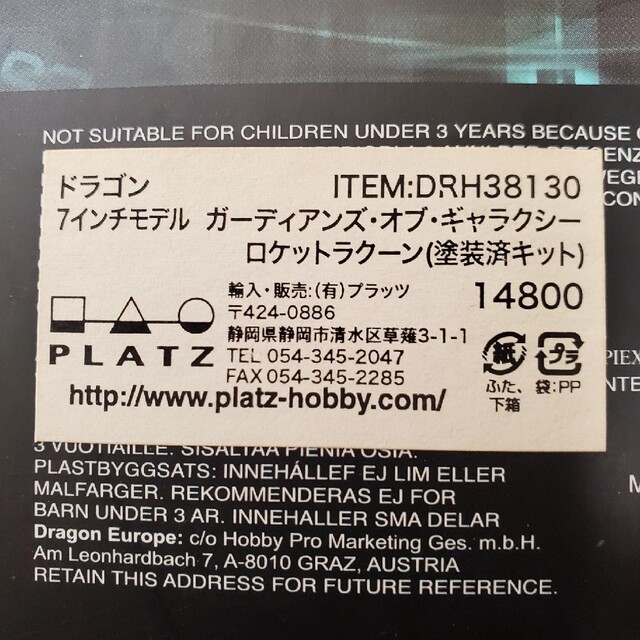 NOT SUITABLE FOR CHILDREN UNDER 3 YEARS BECAUSE
ドラゴン ITEM:DRH38130
7インチモデル ガーディアンズ・オブ・ギャラクシー
ロケットラクーン(塗装済キット)
輸入・販売:(有)プラッツ 14800
〒424-0886
静岡県静岡市清水区草薙3-1-1
PLATZ TEL 054-345-2047
FAX 054-345-2285
紙 プラ
ふた、袋:PP
下箱
http://www.platz-hobby.com/
3 VUOTIAILLE. SISALTAA PIENIA OSIA.
PLASTBYGGSATS: INNEHÁLLEF EJ LIM ELLER
MALFARGER. REKOMMENDERAS EJ FOR
BARN UNDER 3 AR. INNEHALLER SMA DELAR
Dragon Europe: c/o Hobby Pro Marketing Ges. m.b.H.
Am Leonhardbach 7, A-8010 GRAZ, AUSTRIA
RETAIN THIS ADDRESS FOR FUTURE REFERENCE.